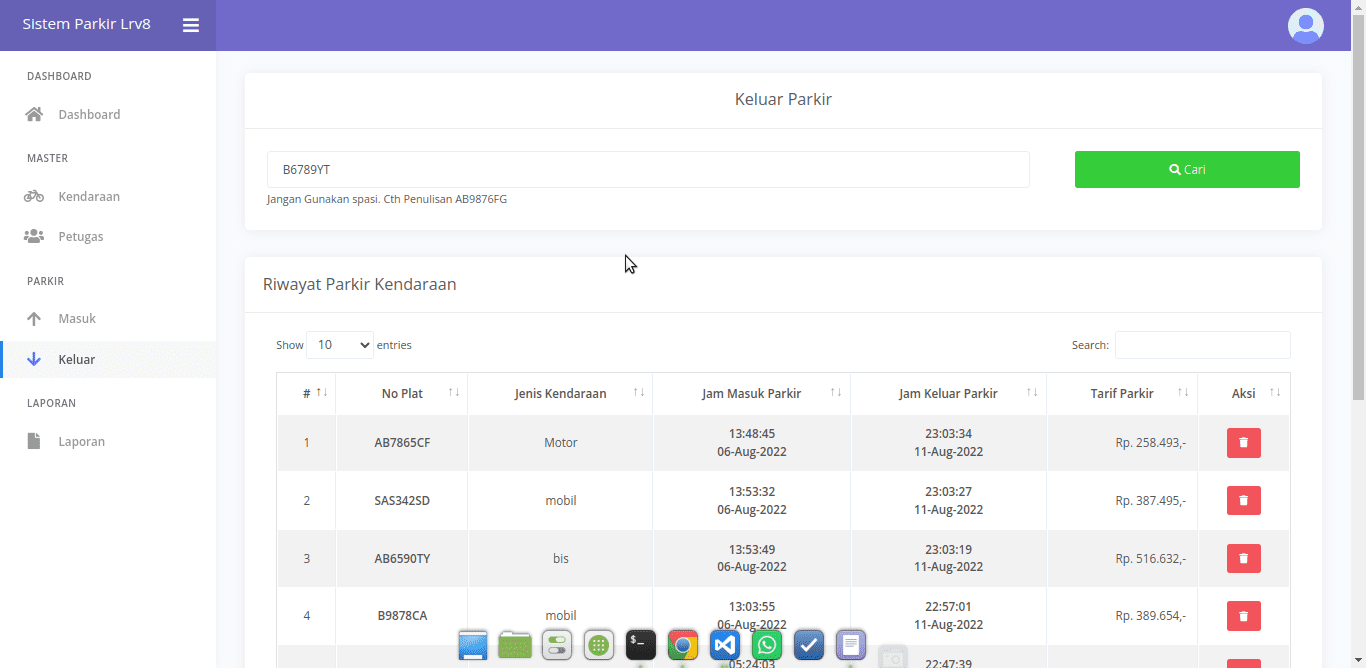 Sistem Parkir Lrv8
DASHBOARD
Dashboard
MASTER
Kendaraan
Petugas
PARKIR
Masuk
Keluar
LAPORAN
Laporan
Keluar Parkir
B6789YT
Cari
Jangan Gunakan spasi. Cth Penulisan AB9876FG
Riwayat Parkir Kendaraan
Show 10 entries
Search:
# No Plat Jenis Kendaraan Jam Masuk Parkir Jam Keluar Parkir Tarif Parkir Aksi
1 AB7865CF Motor 13:48:45 23:03:34 Rp. 258.493,-
06-Aug-2022 11-Aug-2022
2 SAS342SD mobil 13:53:32 23:03:27 Rp. 387.495,-
06-Aug-2022 11-Aug-2022
3 AB6590TY bis 13:53:49 23:03:19 Rp. 516.632,-
06-Aug-2022 11-Aug-2022
4 B9878CA mobil 13:03:55 22:57:01 Rp. 389.654,-
06-Aug-2022 11-Aug-2022
05:24:03 22:47:39